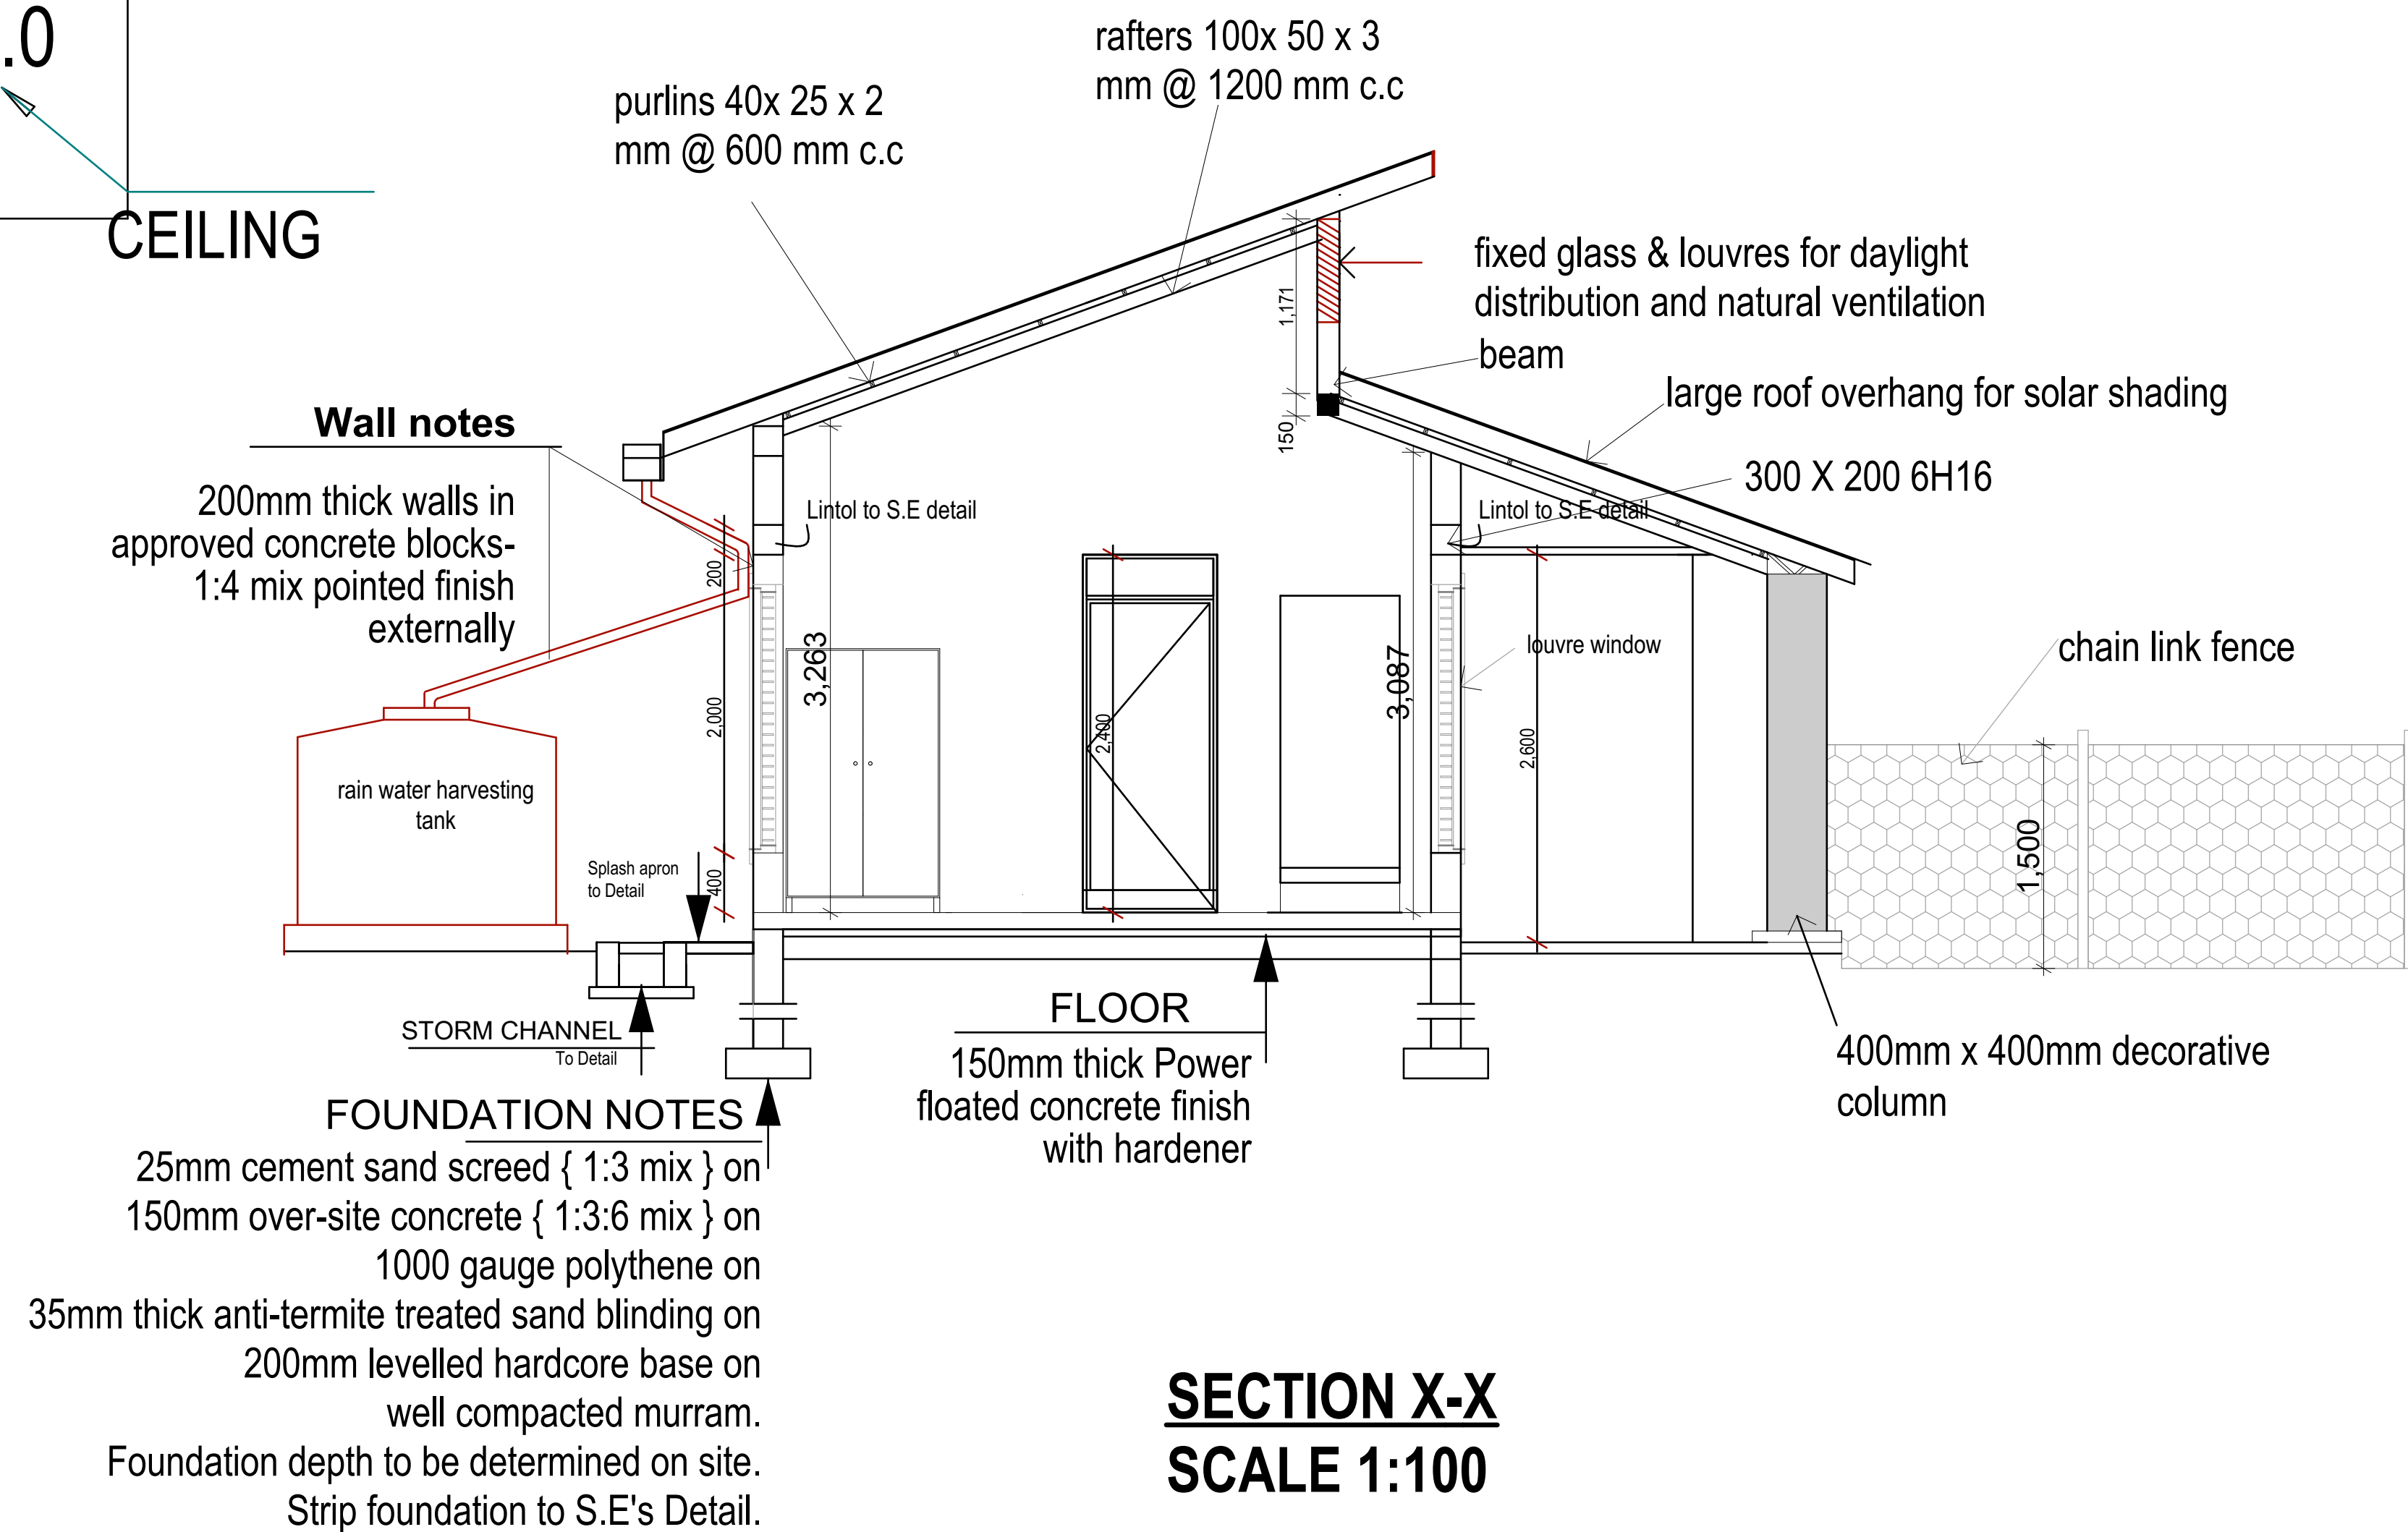 .0
CEILING
rafters 100x 50 x 3
mm @ 1200 mm c.c
purlins 40x 25 x 2
mm @ 600 mm c.c
fixed glass & louvres for daylight
distribution and natural ventilation
beam
large roof overhang for solar shading
300 X 200 6H16
1,171
150
Wall notes
200mm thick walls in
approved concrete blocks-
1:4 mix pointed finish
externally
Lintol to S.E detail
Lintol to S.E detail
200
2,000
400
3,263
2,400
3,087
louvre window
2,600
chain link fence
1,500
rain water harvesting
tank
Splash apron
to Detail
STORM CHANNEL
To Detail
FLOOR
150mm thick Power
floated concrete finish
with hardener
400mm x 400mm decorative
column
FOUNDATION NOTES
25mm cement sand screed { 1:3 mix } on
150mm over-site concrete { 1:3:6 mix } on
1000 gauge polythene on
35mm thick anti-termite treated sand blinding on
200mm levelled hardcore base on
well compacted murram.
Foundation depth to be determined on site.
Strip foundation to S.E's Detail.
SECTION X-X
SCALE 1:100